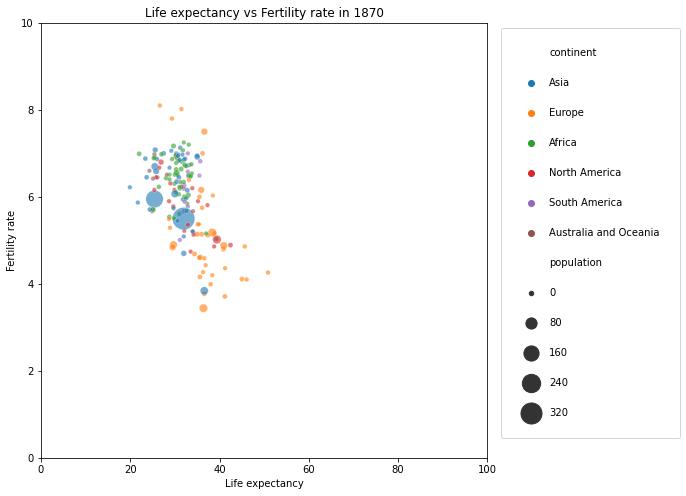 Life expectancy vs Fertility rate in 1870
10
8
6
4
2
0
Fertility rate
0 20 40 60 80 100
Life expectancy
continent
Asia
Europe
Africa
North America
South America
Australia and Oceania
population
0
80
160
240
320